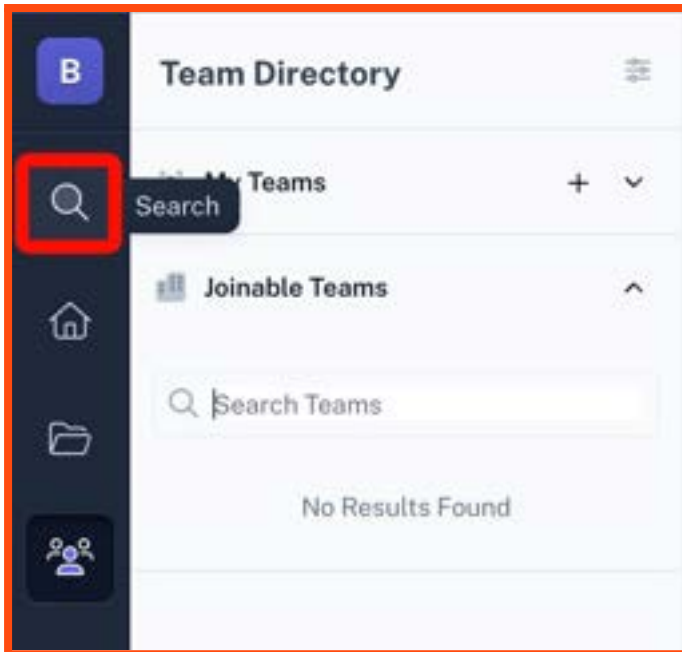 B
Team Directory
My Teams
Search
Joinable Teams
Search Teams
No Results Found